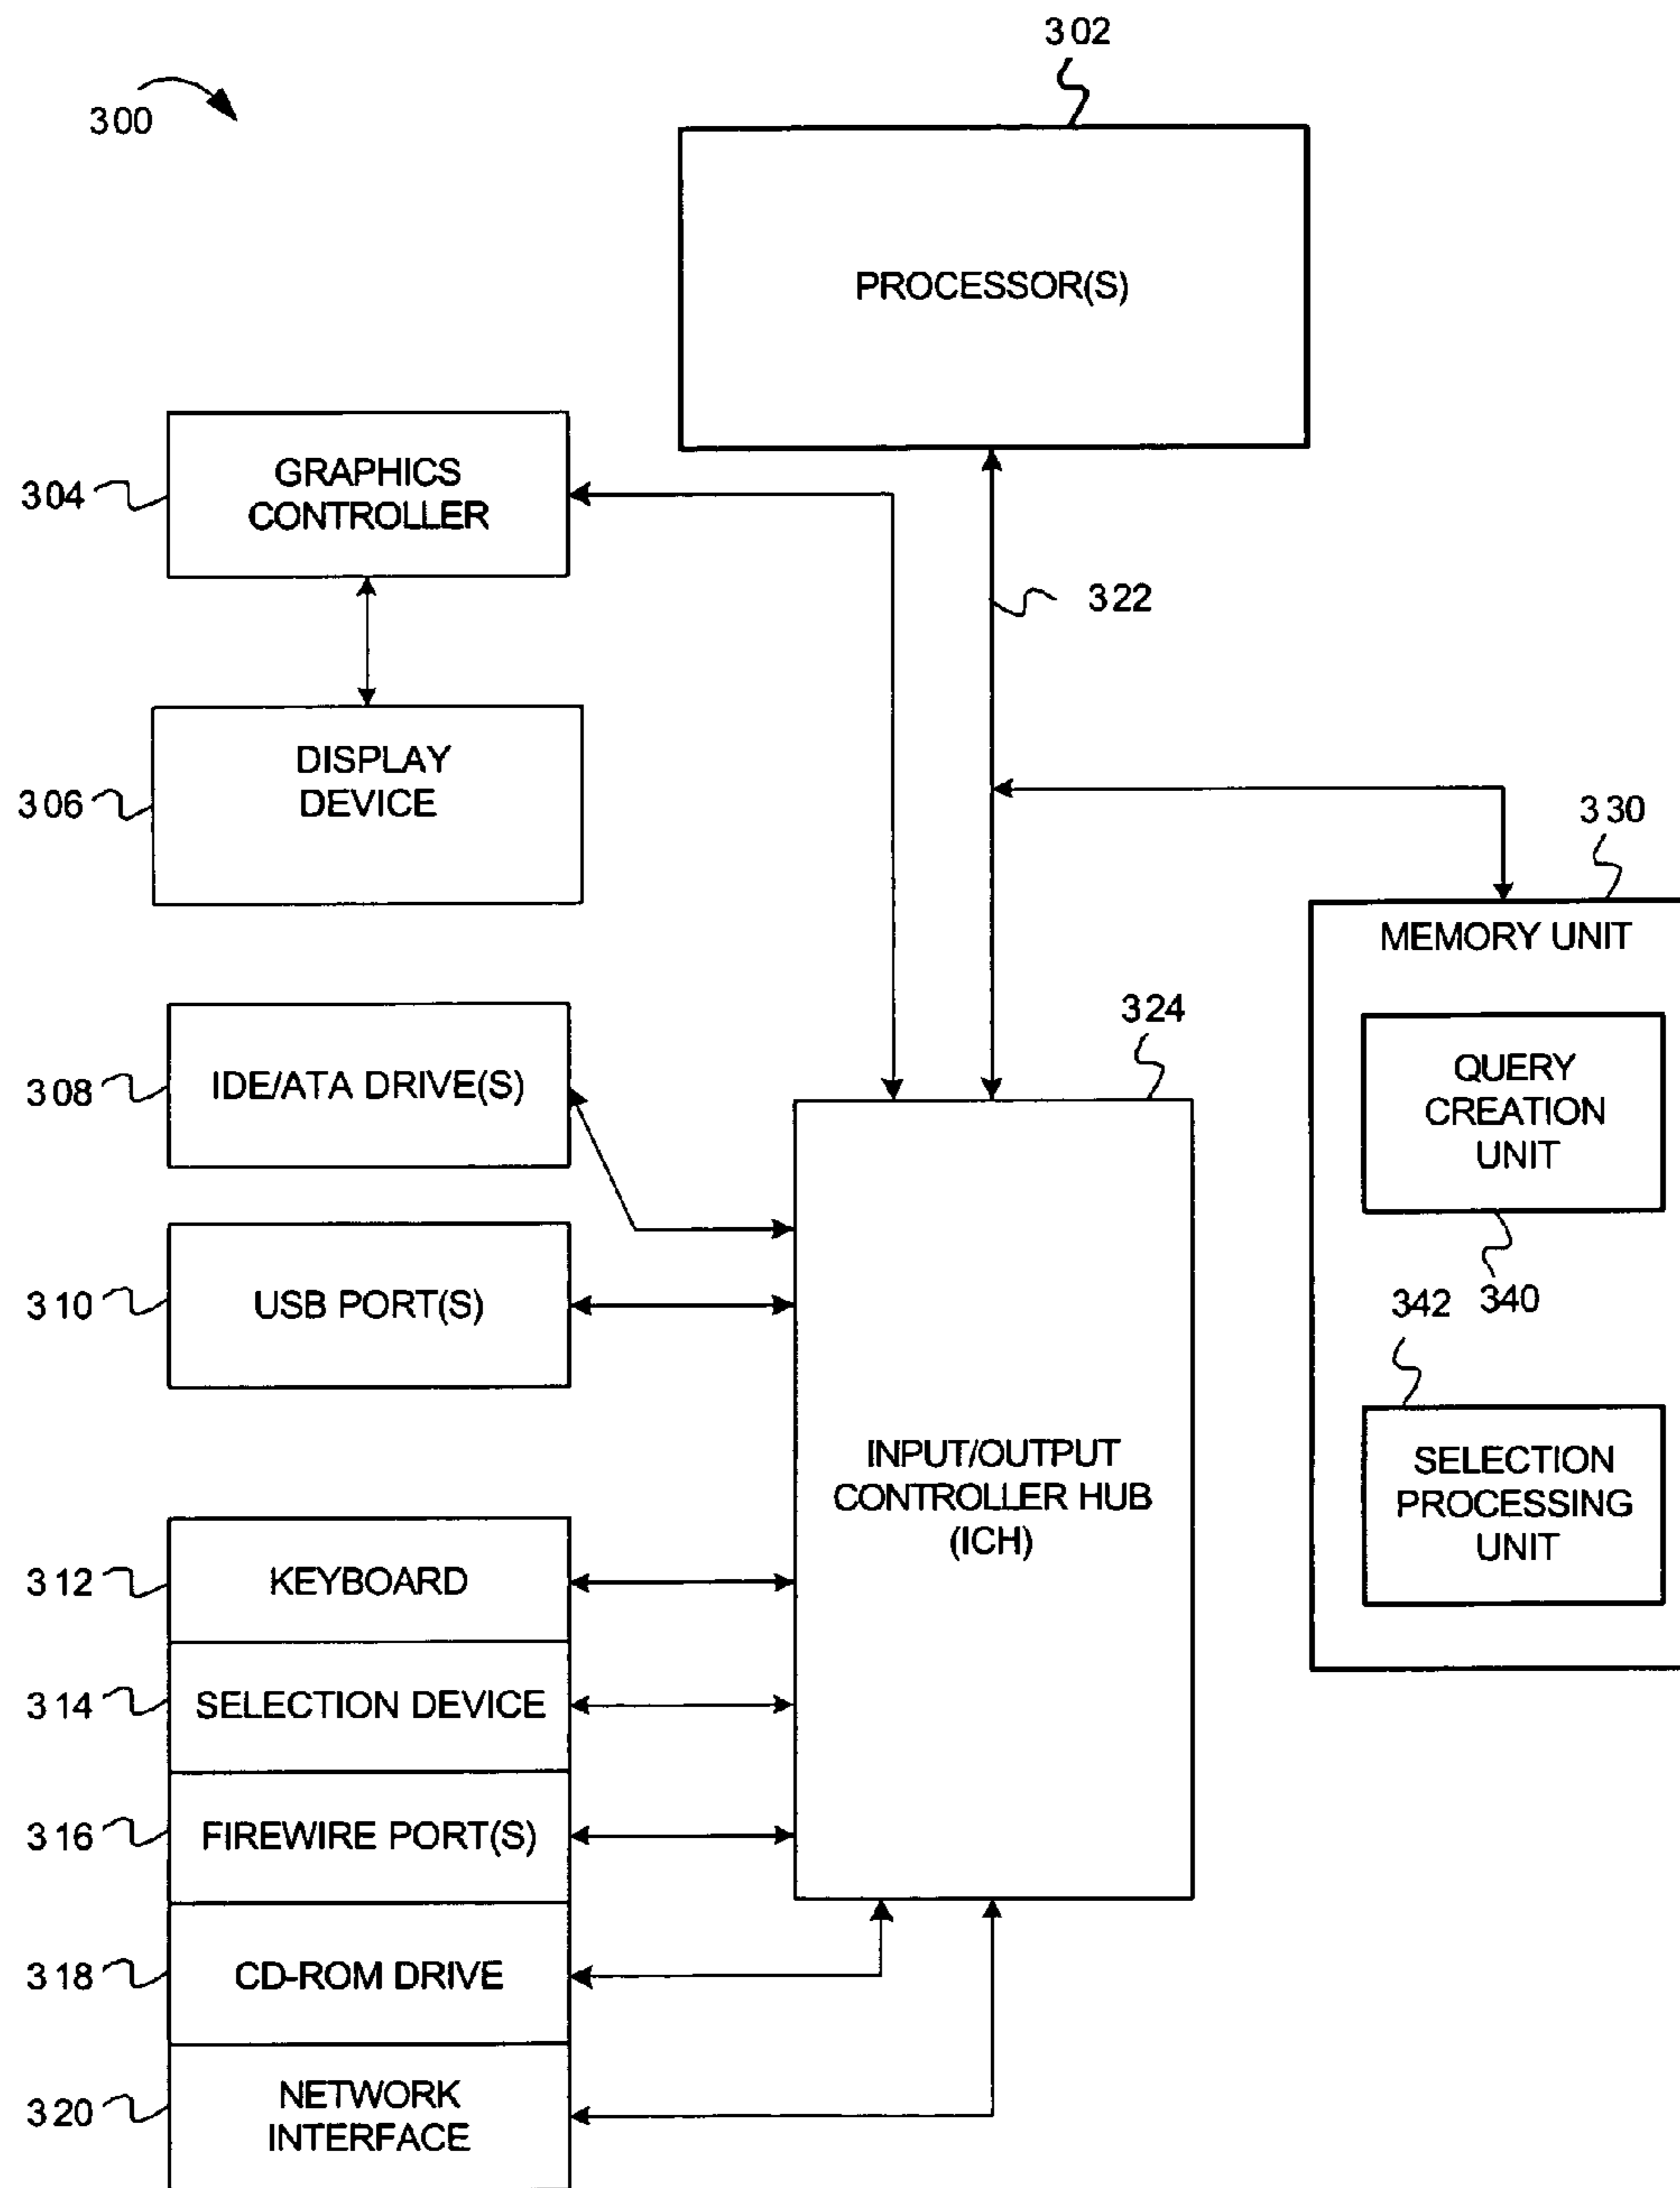 302
300
PROCESSOR(S)
304
GRAPHICS
CONTROLLER
322
306
DISPLAY
DEVICE
330
MEMORY UNIT
324
308
IDE/ATA DRIVE(S)
QUERY
CREATION
UNIT
310
USB PORT(S)
340
342
INPUT/OUTPUT
CONTROLLER HUB
(ICH)
SELECTION
PROCESSING
UNIT
312
KEYBOARD
314
SELECTION DEVICE
316
FIREWIRE PORT(S)
318
CD-ROM DRIVE
320
NETWORK
INTERFACE